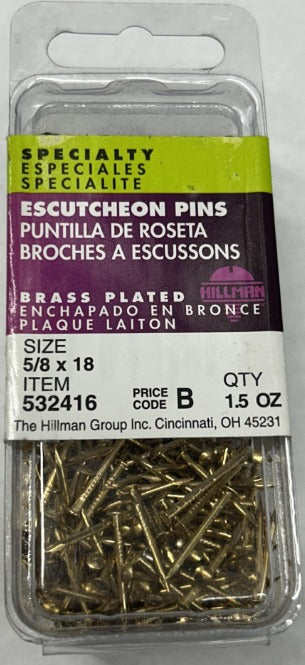 SPECIALTY
ESPECIALES
SPECIALITE
ESCUTCHEON PINS
PUNTILLA DE ROSETA
BROCHES A ESCUSSONS
HILLMAN
BRASS PLATED
ENCHAPADO EN BRONCE
PLAQUE LAITON
SIZE
5/8 x 18
ITEM
532416
PRICE CODE B
QTY
1.5 OZ
The Hillman Group Inc. Cincinnati, OH 45231